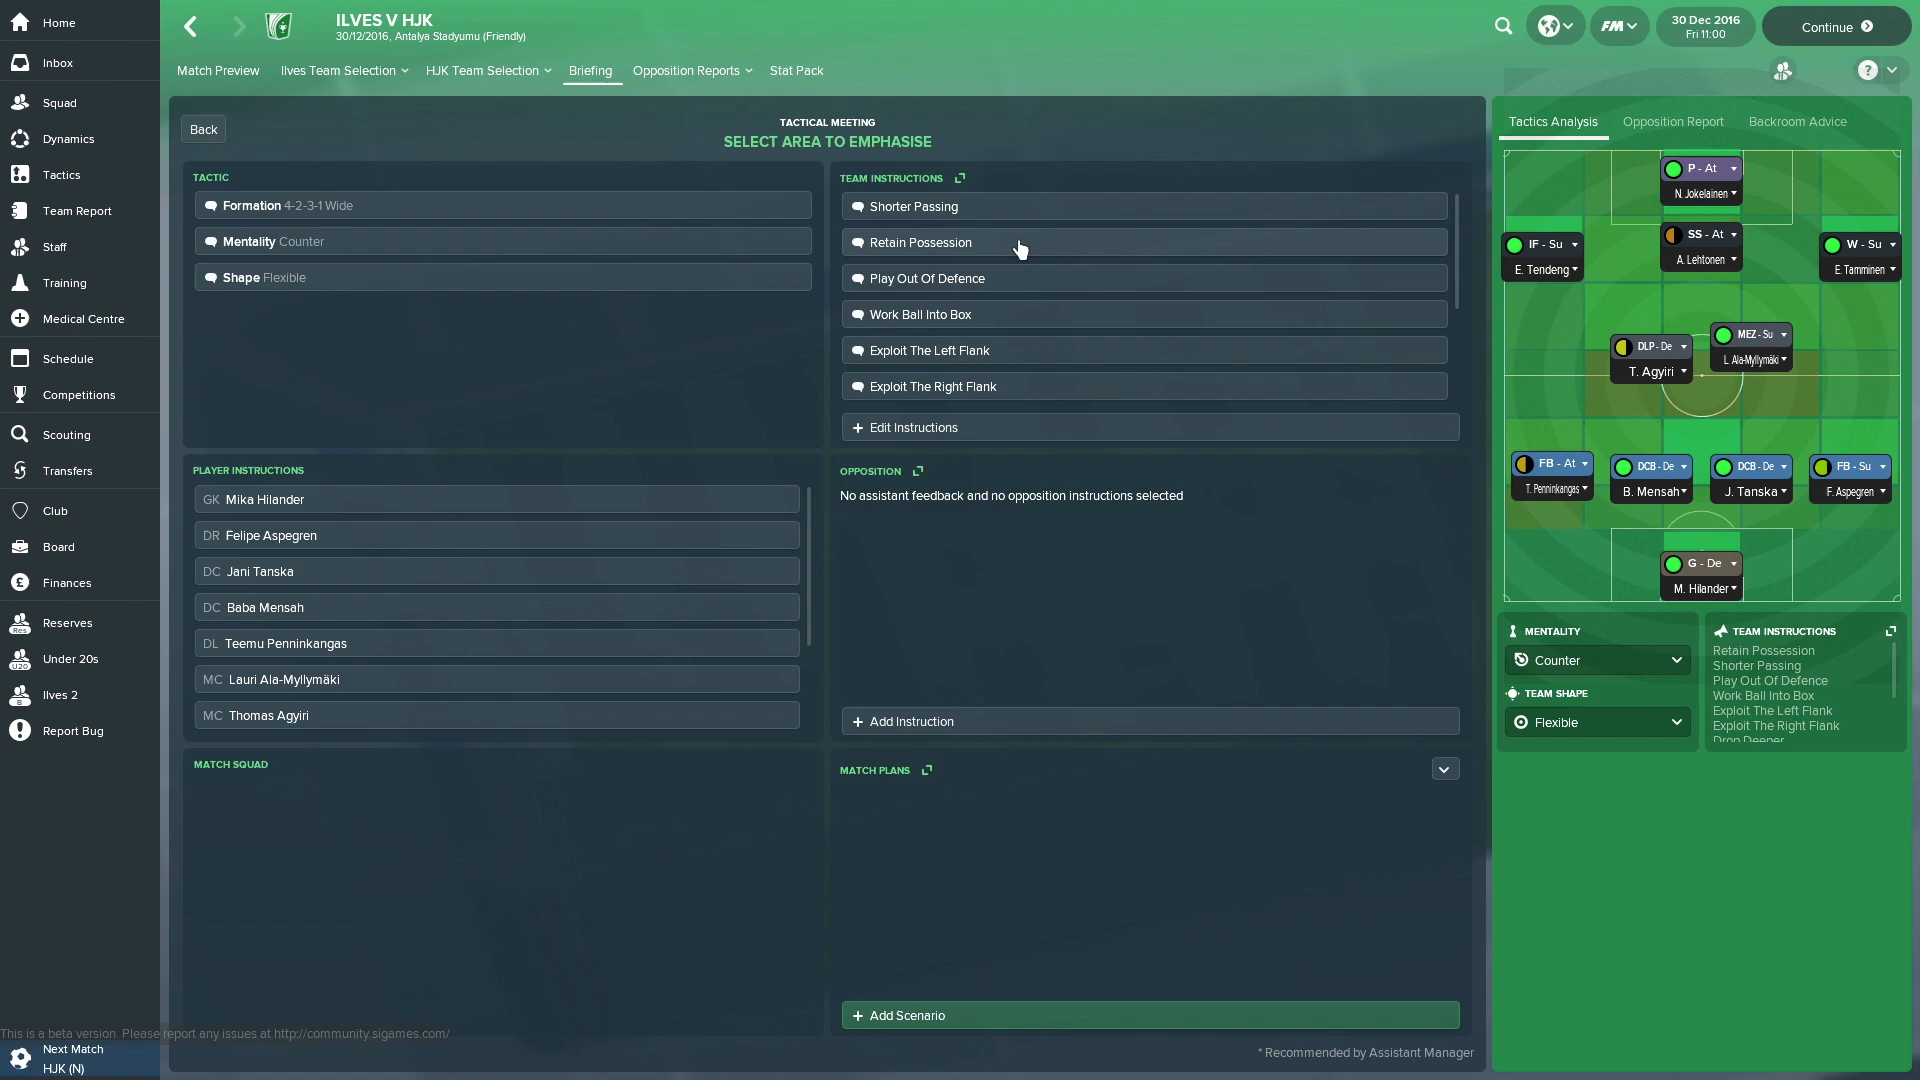 Home
Inbox
Squad
Dynamics
Tactics
Team Report
Staff
Training
Medical Centre
Schedule
Competitions
Scouting
Transfers
Club
Board
Finances
Res
Reserves
U20
Under 20s
B
Ilves 2
Report Bug
This is a beta version. Please report any issues at http://community.sigames.com/
Next Match
HJK (N)
ILVES V HJK
30/12/2016, Antalya Stadyumu (Friendly)
FM
30 Dec 2016
Fri 11:00
Continue
Match Preview
Ilves Team Selection
HJK Team Selection
Briefing
Opposition Reports
Stat Pack
?
Back
TACTICAL MEETING
SELECT AREA TO EMPHASISE
TACTIC
Formation 4-2-3-1 Wide
Mentality Counter
Shape Flexible
TEAM INSTRUCTIONS
Shorter Passing
Retain Possession
Play Out Of Defence
Work Ball Into Box
Exploit The Left Flank
Exploit The Right Flank
+ Edit Instructions
PLAYER INSTRUCTIONS
GK Mika Hilander
DR Felipe Aspegren
DC Jani Tanska
DC Baba Mensah
DL Teemu Penninkangas
MC Lauri Ala-Myllymäki
MC Thomas Agyiri
OPPOSITION
No assistant feedback and no opposition instructions selected
+ Add Instruction
MATCH SQUAD
MATCH PLANS
+ Add Scenario
* Recommended by Assistant Manager
Tactics Analysis
Opposition Report
Backroom Advice
P - At
N. Jokelainen
IF - Su
E. Tendeng
SS - At
A. Lehtonen
W - Su
E. Tamminen
DLP - De
T. Agyiri
MEZ - Su
L. Ala-Myllymäki
FB - At
T. Penninkangas
DCB - De
B. Mensah
DCB - De
J. Tanska
FB - Su
F. Aspegren
G - De
M. Hilander
MENTALITY
Counter
TEAM SHAPE
Flexible
TEAM INSTRUCTIONS
Retain Possession
Shorter Passing
Play Out Of Defence
Work Ball Into Box
Exploit The Left Flank
Exploit The Right Flank
Drop Deeper